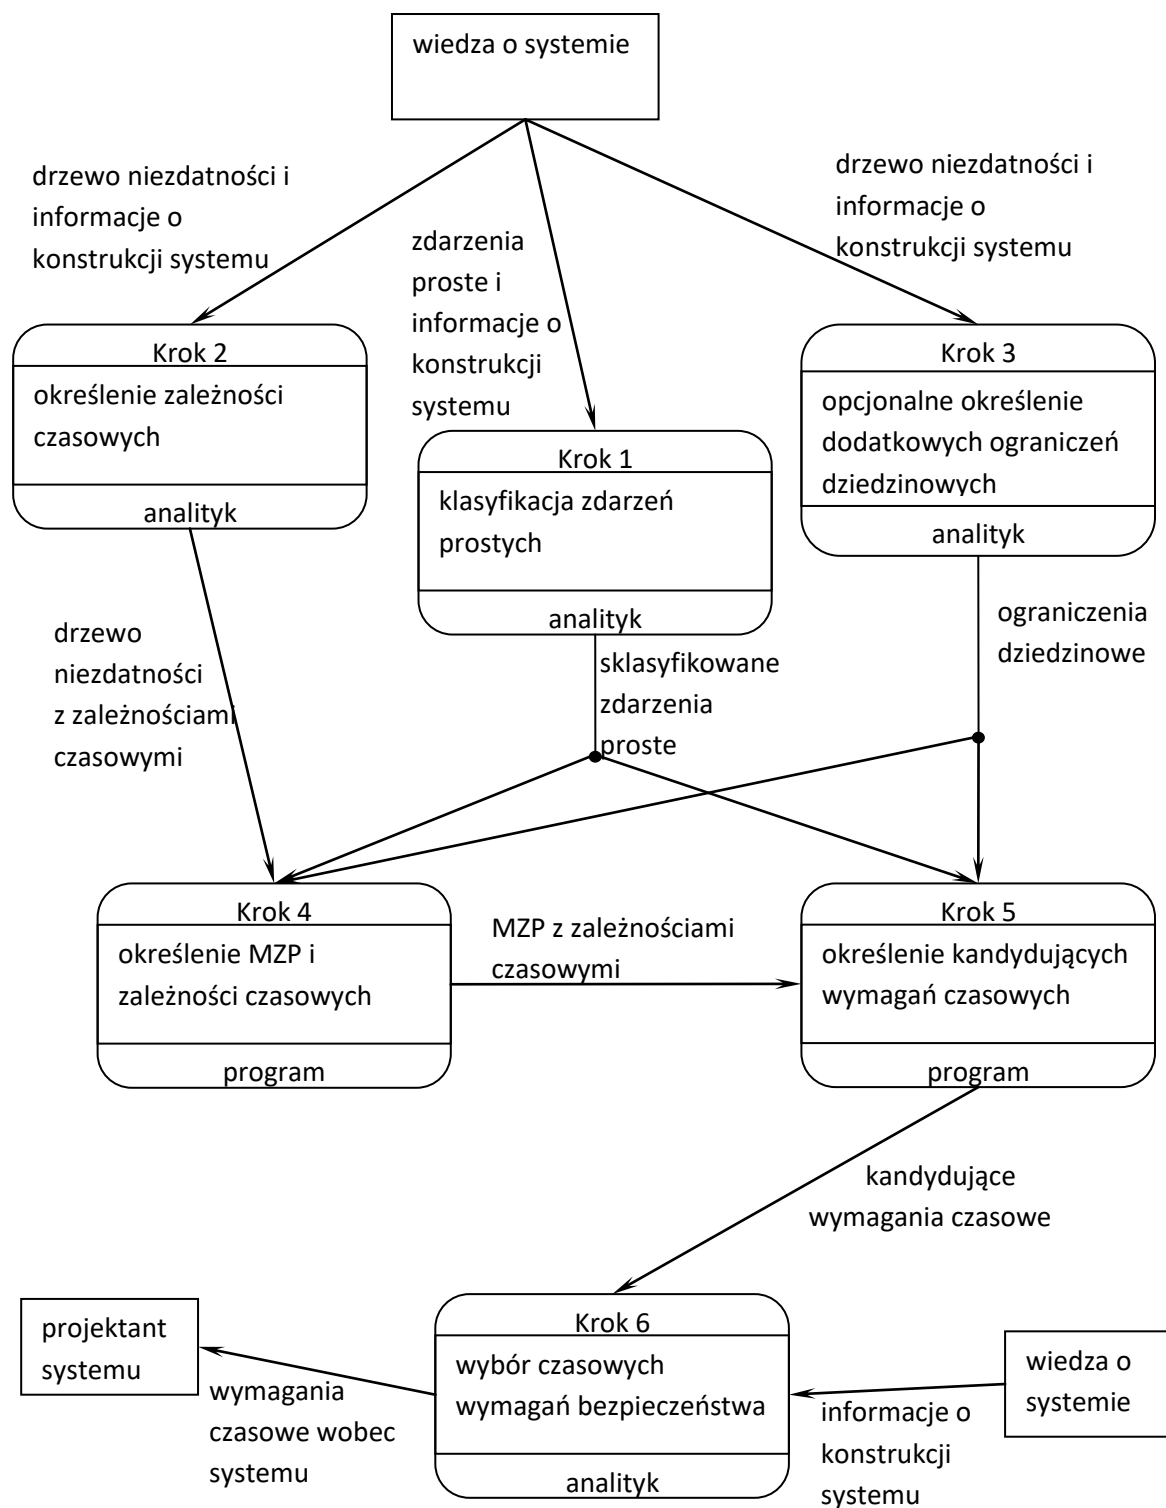 wiedza o systemie
drzewo niezdatności i
informacje o
konstrukcji systemu
zdarzenia
proste i
informacje o
konstrukcji
systemu
drzewo niezdatności i
informacje o
konstrukcji systemu
Krok 2
określenie zależności
czasowych
analityk
Krok 1
klasyfikacja zdarzeń
prostych
analityk
Krok 3
opcjonalne określenie
dodatkowych ograniczeń
dziedzinowych
analityk
drzewo
niezdatności
z zależnościami
czasowymi
sklasyfikowane
zdarzenia
proste
ograniczenia
dziedzinowe
Krok 4
określenie MZP i
zależności czasowych
program
MZP z zależnościami
czasowymi
Krok 5
określenie kandydujących
wymagań czasowych
program
kandydujące
wymagania czasowe
projektant
systemu
wymagania
czasowe wobec
systemu
Krok 6
wybór czasowych
wymagań bezpieczeństwa
analityk
wiedza o
systemie
informacje o
konstrukcji
systemu